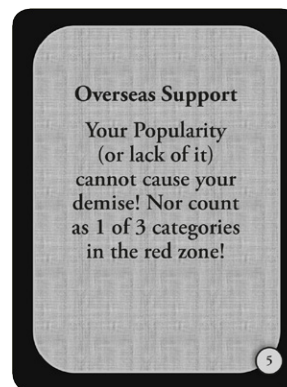 Overseas Support
Your Popularity
(or lack of it)
cannot cause your
demise! Nor count
as 1 of 3 categories
in the red zone!
5